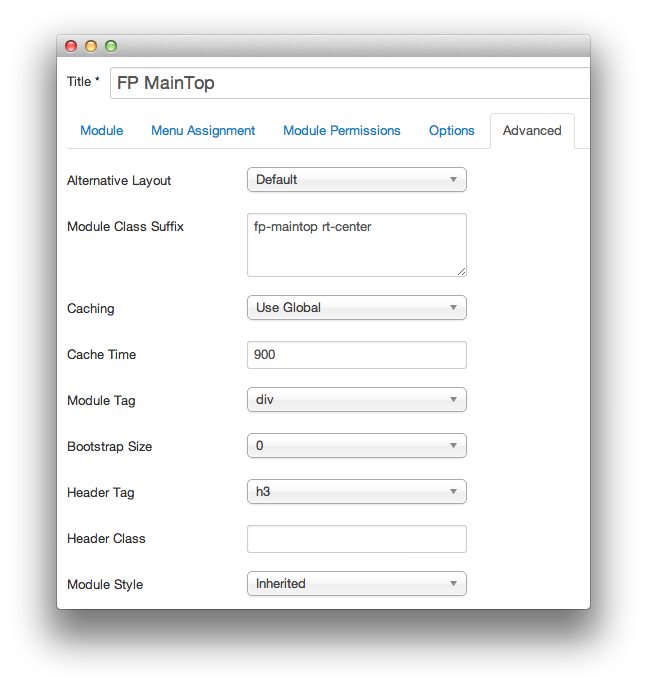 Title * FP MainTop
Module Menu Assignment Module Permissions Options Advanced
Alternative Layout Default
Module Class Suffix fp-maintop rt-center
Caching Use Global
Cache Time 900
Module Tag div
Bootstrap Size 0
Header Tag h3
Header Class
Module Style Inherited